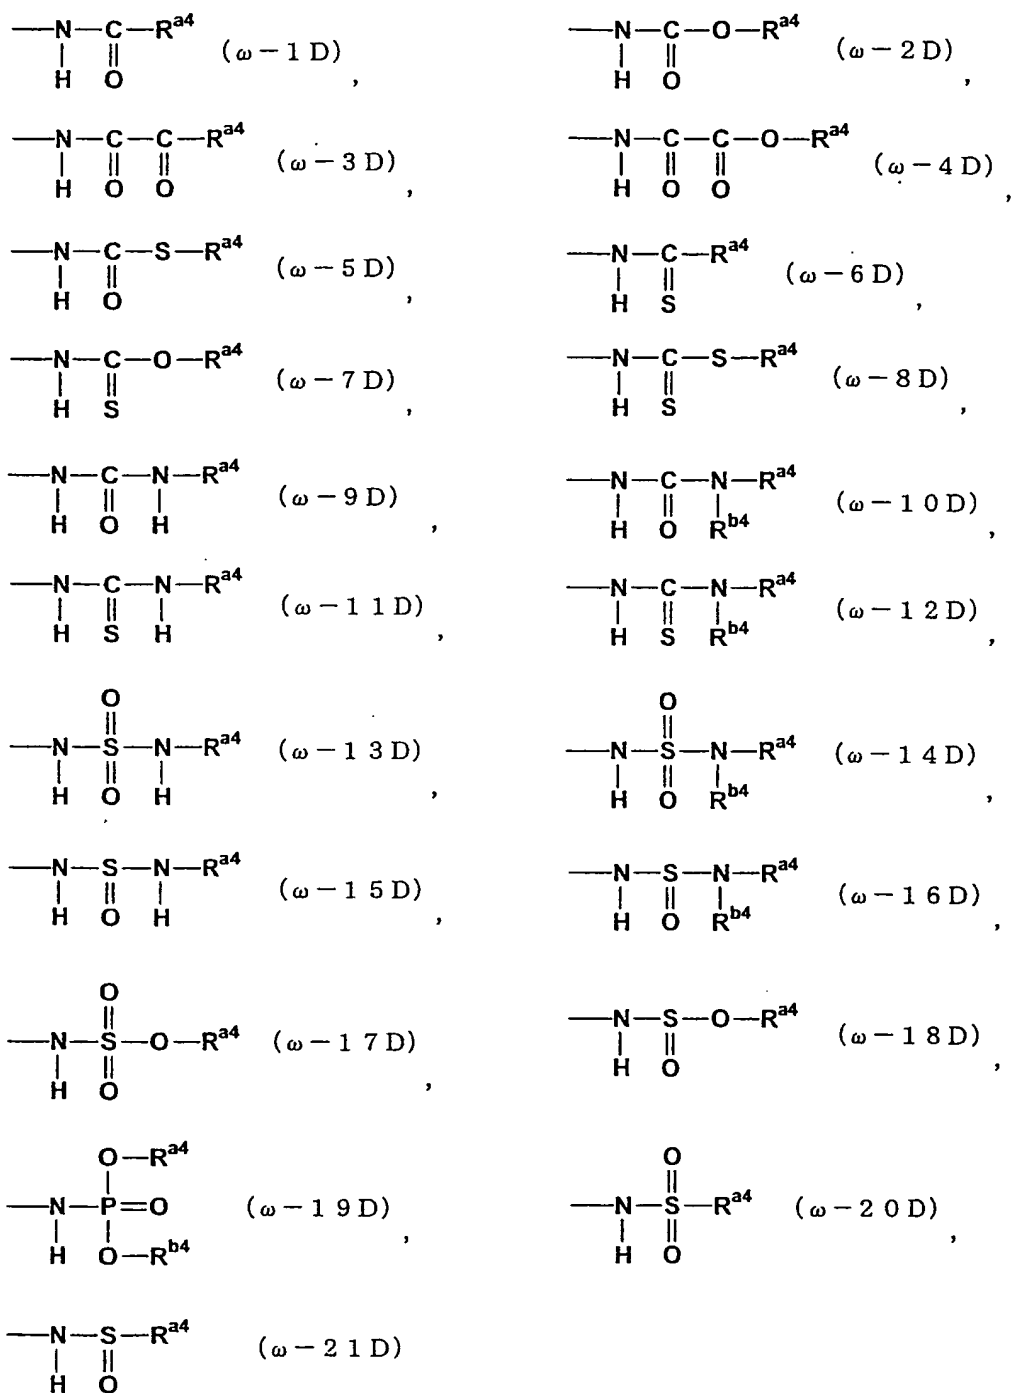 —N—C—R^a4 (ω-1D),
H O
—N—C—O—R^a4 (ω-2D),
H O
—N—C—C—R^a4 (ω-3D),
H O O
—N—C—C—O—R^a4 (ω-4D),
H O O
—N—C—S—R^a4 (ω-5D),
H O
—N—C—R^a4 (ω-6D),
H S
—N—C—O—R^a4 (ω-7D),
H S
—N—C—S—R^a4 (ω-8D),
H S
—N—C—N—R^a4 (ω-9D),
H O H
—N—C—N—R^a4 (ω-10D),
H O R^b4
—N—C—N—R^a4 (ω-11D),
H S H
—N—C—N—R^a4 (ω-12D),
H S R^b4
O
—N—S—N—R^a4 (ω-13D),
H O H
O
—N—S—N—R^a4 (ω-14D),
H O R^b4
—N—S—N—R^a4 (ω-15D),
H O H
—N—S—N—R^a4 (ω-16D),
H O R^b4
O
—N—S—O—R^a4 (ω-17D),
H O
—N—S—O—R^a4 (ω-18D),
H O
O—R^a4
—N—P=O (ω-19D),
H O—R^b4
O
—N—S—R^a4 (ω-20D),
H O
—N—S—R^a4 (ω-21D)
H O